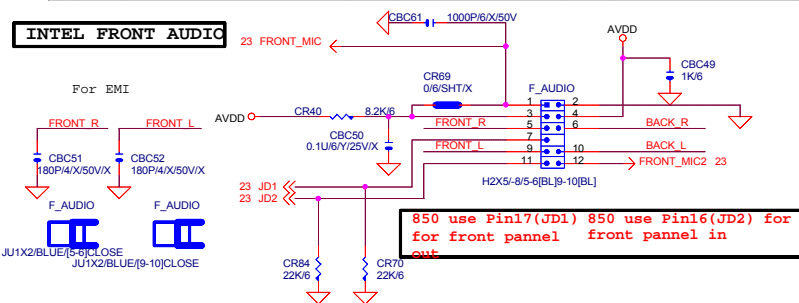 CBC61
1000P/6/X/50V
INTEL FRONT AUDIO
23 FRONT_MIC
AVDD
CBC49
1K/6
For EMI
CR69
0/6/SHT/X
F_AUDIO
FRONT_R
FRONT_L
AVDD
CR40
8.2K/6
1
2
3
4
5
6
7
9
10
11
12
FRONT_R
BACK_R
CBC50
0.1U/6/Y/25V/X
FRONT_L
BACK_L
FRONT_MIC2 23
CBC51
180P/4/X/50V/X
CBC52
180P/4/X/50V/X
H2X5/-8/5-6[BL]9-10[BL]
23 JD1
23 JD2
F_AUDIO
F_AUDIO
JU1X2/BLUE/[5-6]CLOSE
JU1X2/BLUE/[9-10]CLOSE
850 use Pin17(JD1)
for front pannel
out
850 use Pin16(JD2) for
front pannel in
CR84
22K/6
CR70
22K/6